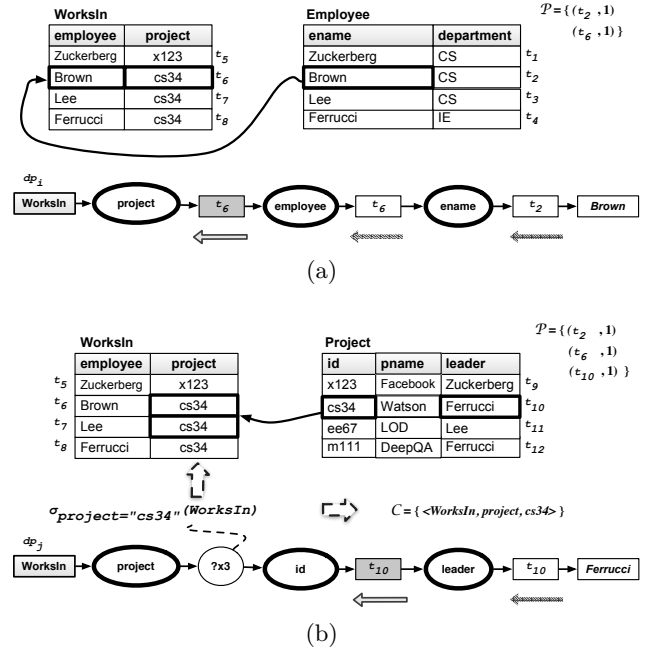 WorksIn
employee project
Zuckerberg x123 t5
Brown cs34 t6
Lee cs34 t7
Ferrucci cs34 t8
Employee
ename department
Zuckerberg CS t1
Brown CS t2
Lee CS t3
Ferrucci IE t4
P = { (t2 , 1)
(t6 , 1) }
dpi
WorksIn project t6 employee t6 ename t2 Brown
(a)
WorksIn
employee project
t5 Zuckerberg x123
t6 Brown cs34
t7 Lee cs34
t8 Ferrucci cs34
Project
id pname leader
x123 Facebook Zuckerberg t9
cs34 Watson Ferrucci t10
ee67 LOD Lee t11
m111 DeepQA Ferrucci t12
P = { (t2 , 1)
(t6 , 1)
(t10 , 1) }
σproject="cs34"(WorksIn)
C = { <WorksIn, project, cs34> }
dpj
WorksIn project ?x3 id t10 leader t10 Ferrucci
(b)